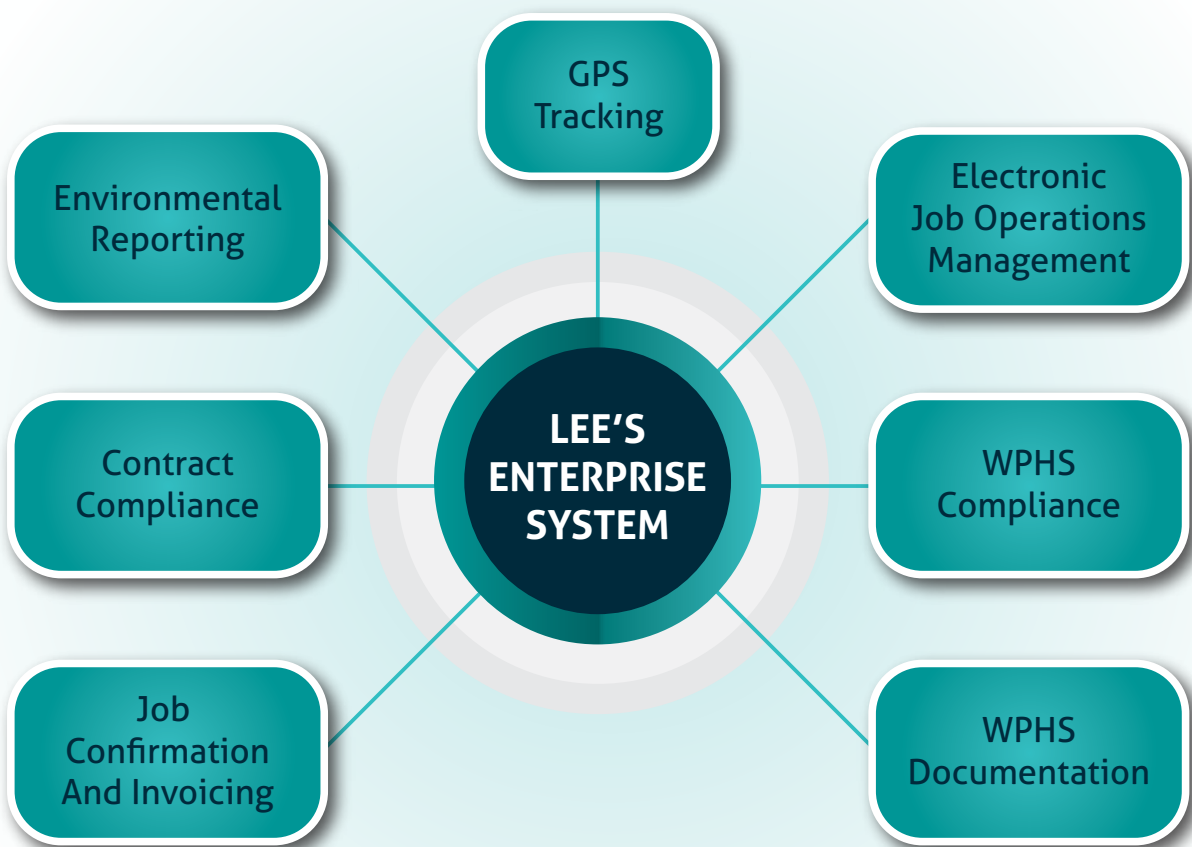 GPS
Tracking
Environmental
Reporting
Electronic
Job Operations
Management
LEE’S
ENTERPRISE
SYSTEM
Contract
Compliance
WPHS
Compliance
Job
Confirmation
And Invoicing
WPHS
Documentation